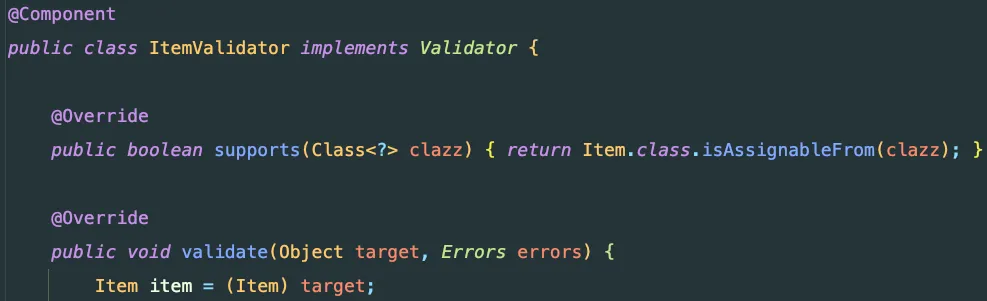 @Component
public class ItemValidator implements Validator {
@Override
public boolean supports(Class<?> clazz) { return Item.class.isAssignableFrom(clazz); }
@Override
public void validate(Object target, Errors errors) {
Item item = (Item) target;